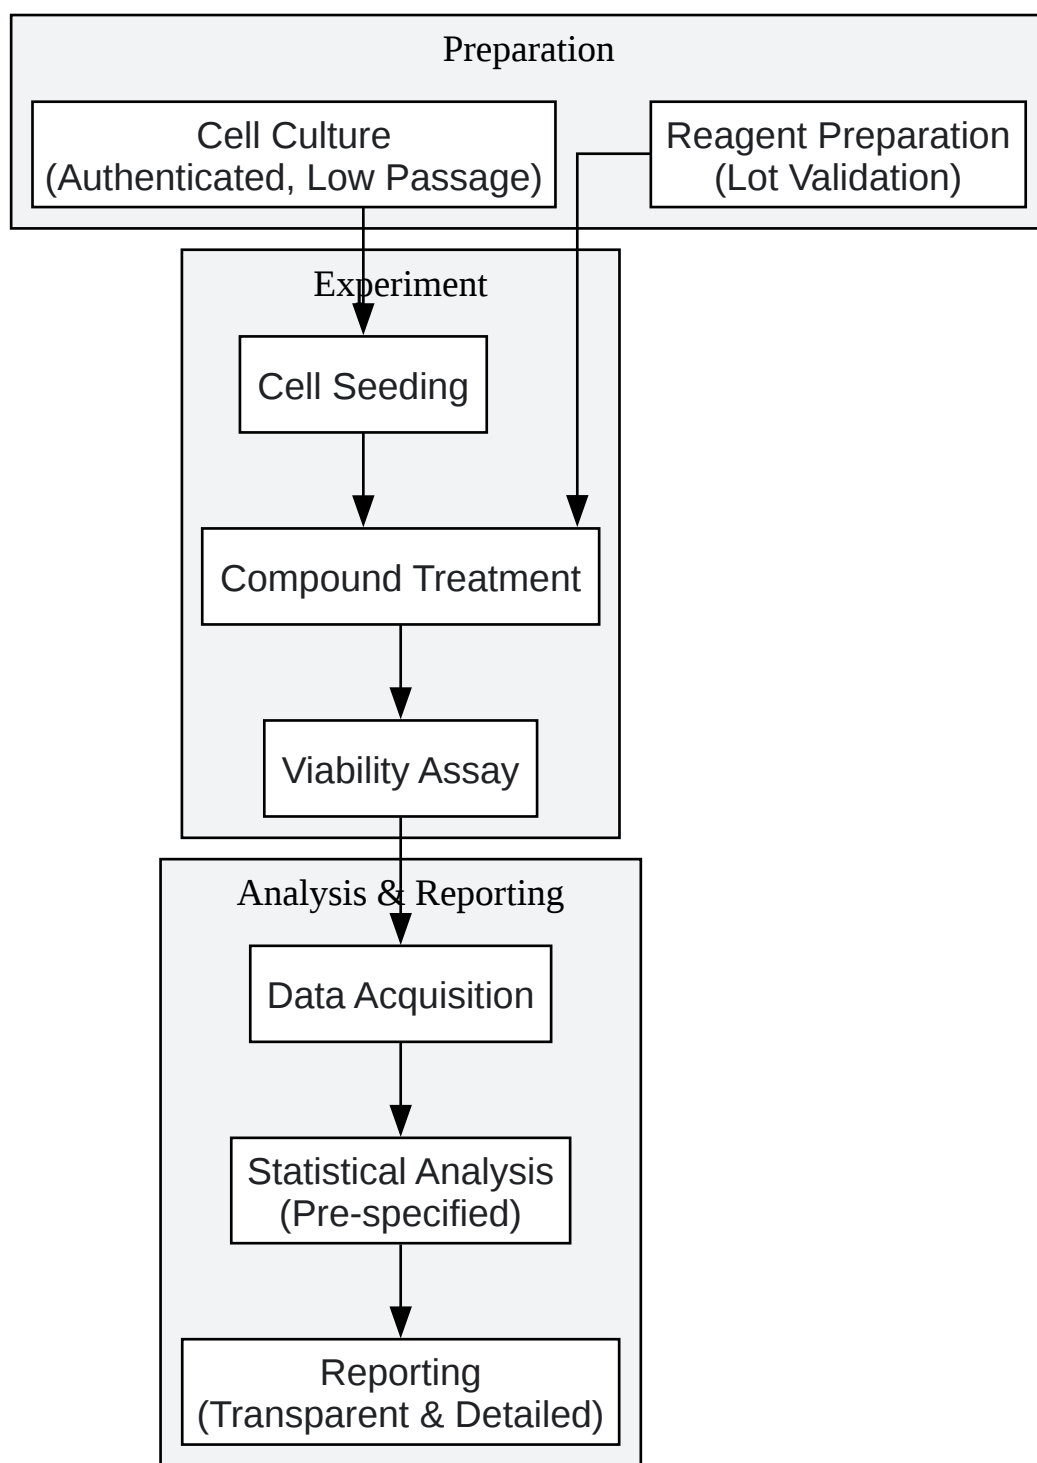 Preparation
Cell Culture
(Authenticated, Low Passage)
Reagent Preparation
(Lot Validation)
Experiment
Cell Seeding
Compound Treatment
Viability Assay
Analysis & Reporting
Data Acquisition
Statistical Analysis
(Pre-specified)
Reporting
(Transparent & Detailed)